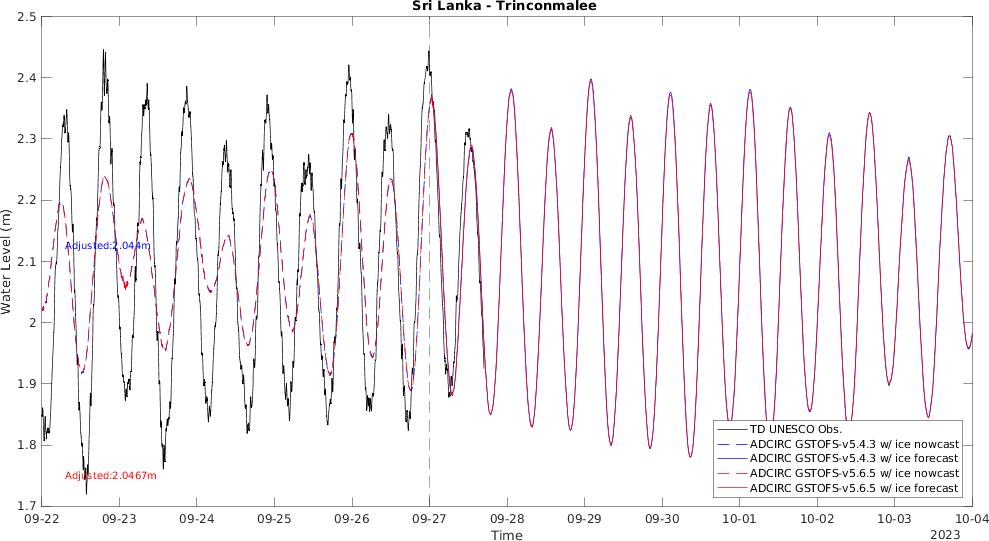 Sri Lanka - Trinconmalee
2.5
2.4
2.3
2.2
2.1
2
1.9
1.8
1.7
Water Level (m)
Adjusted:2.044m
Adjusted:2.0467m
TD UNESCO Obs.
ADCIRC GSTOFS-v5.4.3 w/ ice nowcast
ADCIRC GSTOFS-v5.4.3 w/ ice forecast
ADCIRC GSTOFS-v5.6.5 w/ ice nowcast
ADCIRC GSTOFS-v5.6.5 w/ ice forecast
09-22 09-23 09-24 09-25 09-26 09-27 09-28 09-29 09-30 10-01 10-02 10-03 10-04
Time
2023